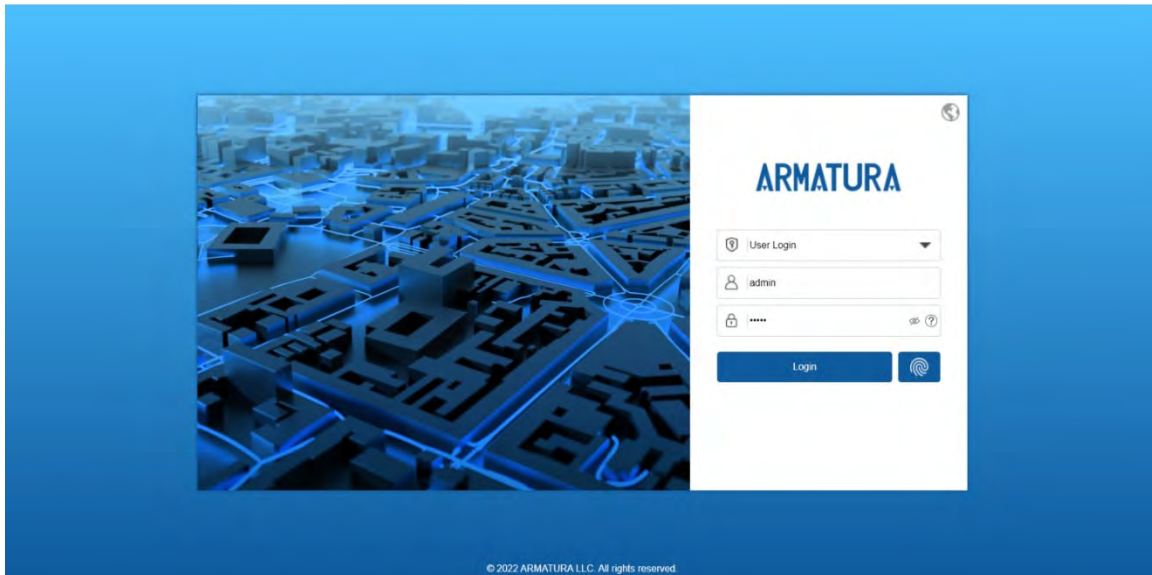 ARMATURA
User Login
admin
•••••
Login
© 2022 ARMATURA LLC. All rights reserved.